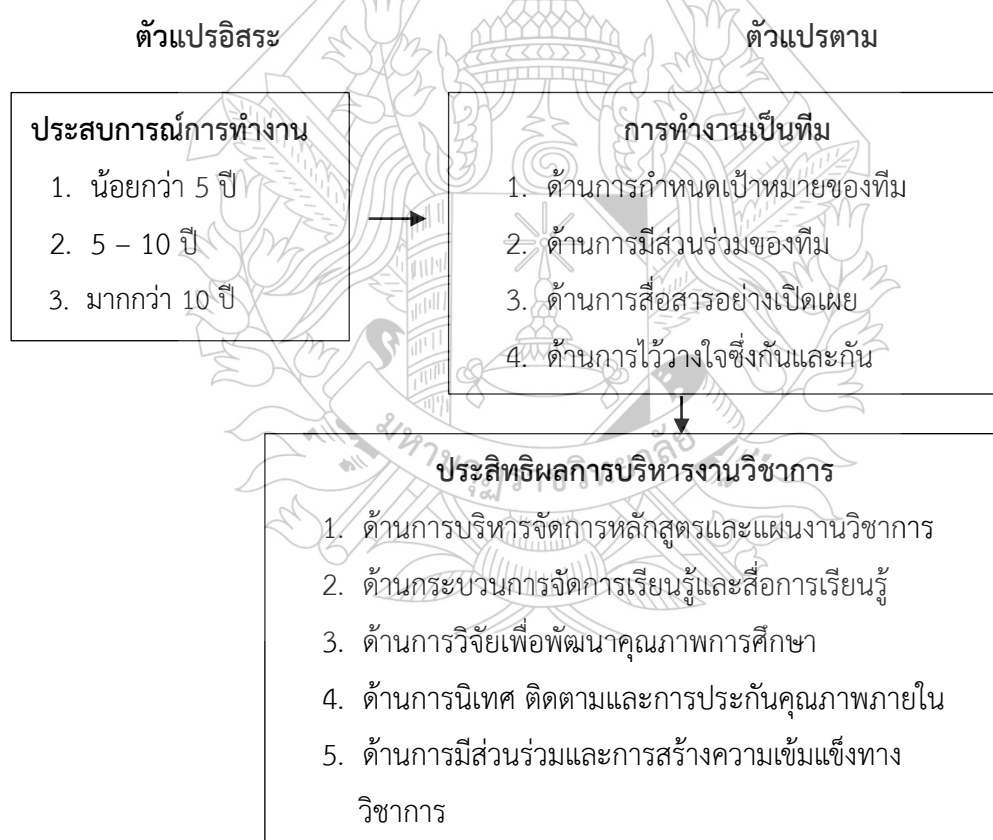 ตัวแปรอิสระ
ตัวแปรตาม
ประสบการณ์การทำงาน
1. น้อยกว่า 5 ปี
2. 5 – 10 ปี
3. มากกว่า 10 ปี
การทำงานเป็นทีม
1. ด้านการกำหนดเป้าหมายของทีม
2. ด้านการมีส่วนร่วมของทีม
3. ด้านการสื่อสารอย่างเปิดเผย
4. ด้านการไว้วางใจซึ่งกันและกัน
มหามกุฏราชวิทยาลัย
ประสิทธิผลการบริหารงานวิชาการ
1. ด้านการบริหารจัดการหลักสูตรและแผนงานวิชาการ
2. ด้านกระบวนการจัดการเรียนรู้และสื่อการเรียนรู้
3. ด้านการวิจัยเพื่อพัฒนาคุณภาพการศึกษา
4. ด้านการนิเทศ ติดตามและการประกันคุณภาพภายใน
5. ด้านการมีส่วนร่วมและการสร้างความเข้มแข็งทาง
วิชาการ